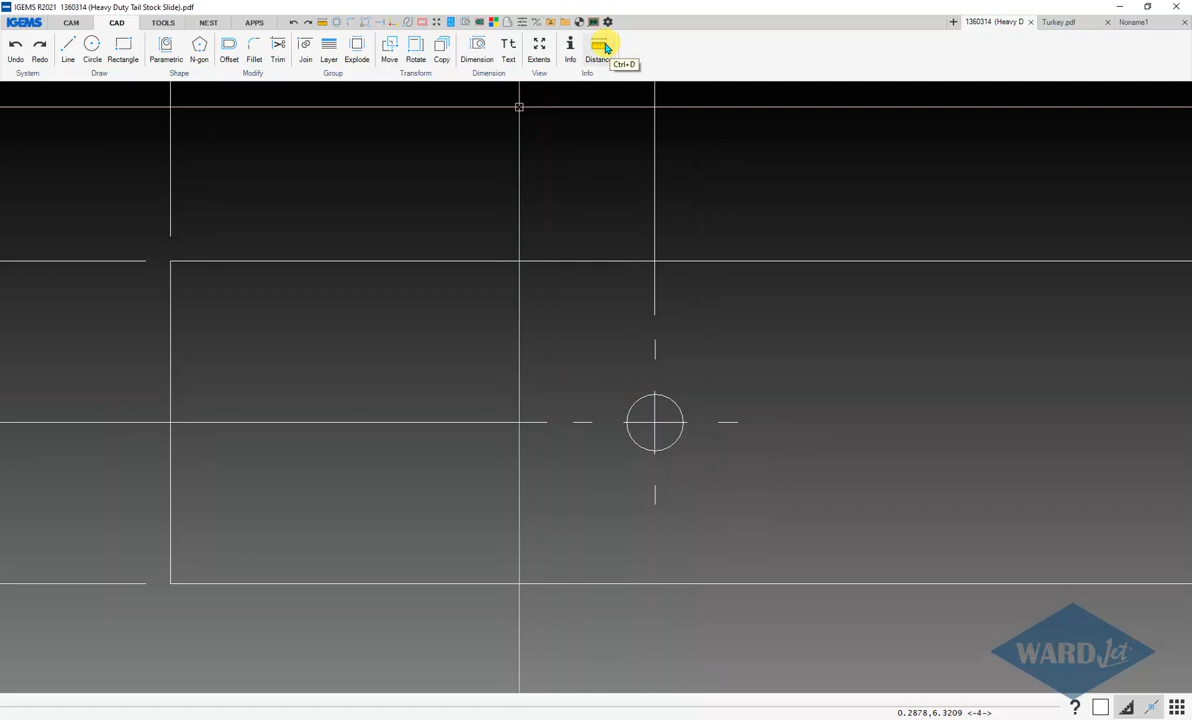 IGEMS R2021 1360314 (Heavy Duty Tail Stock Slide).pdf
IGEMS CAM CAD TOOLS NEST APPS
1360314 (Heavy D Turkey.pdf Noname1
Undo Redo Line Circle Rectangle Parametric N-gon Offset Fillet Trim Join Layer Explode Move Rotate Copy Dimension Text Extents Info Distanc
System Draw Shape Modify Group Transform Dimension View Info
Ctrl+D
WARDJet
0.2878,6.3209 <-4->